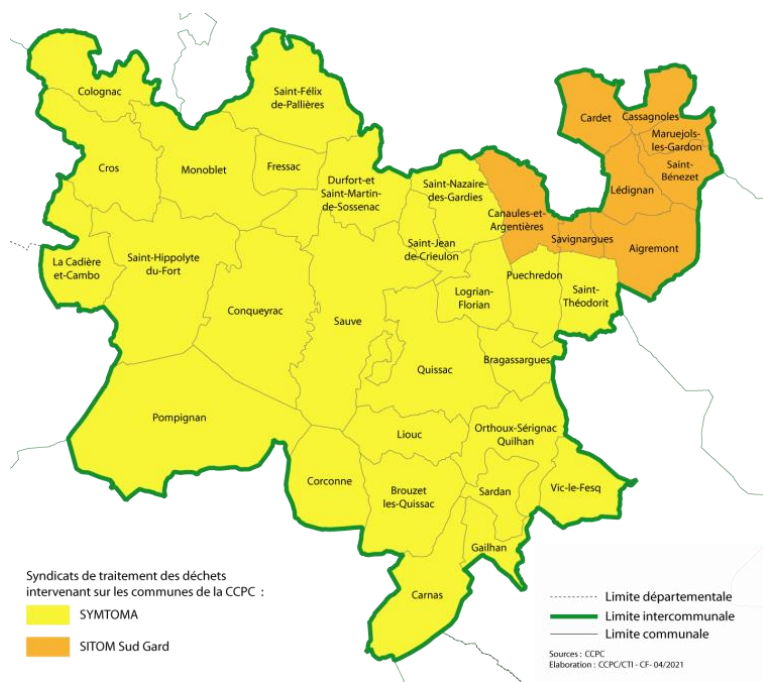 Colognac
Saint-Félix
de-Pallières
Cardet
Cassagnoles
Maruejols-
les-Gardon
Saint-
Bénezet
Cros
Monoblet
Fressac
Durfort-et
Saint-Martin-
de-Sossenac
Saint-Nazaire-
des-Gardies
Lédignan
Canaules-et-
Argentières
Savignargues
Aigremont
La Cadière
et-Cambo
Saint-Hippolyte
du-Fort
Saint-Jean
de-Crieulon
Puechredon
Saint-
Théodorit
Logrian-
Florian
Conqueyrac
Sauve
Bragassargues
Quissac
Pompignan
Liouc
Orthoux-Sérignac
Quilhan
Corconne
Brouzet
les-Quissac
Sardan
Vic-le-Fesq
Gailhan
Carnas
Syndicats de traitement des déchets
intervenant sur les communes de la CCPC :
SYMTOMA
SITOM Sud Gard
Limite départementale
Limite intercommunale
Limite communale
Sources : CCPC
Elaboration : CCPC/CTI - CF- 04/2021